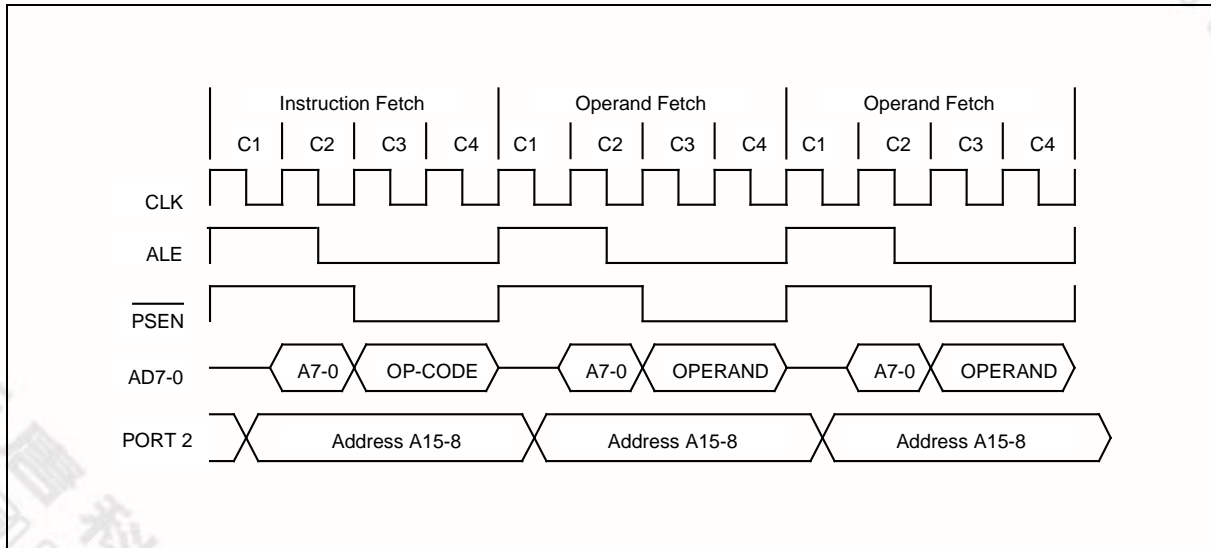 Instruction Fetch Operand Fetch Operand Fetch
C1 C2 C3 C4 C1 C2 C3 C4 C1 C2 C3 C4
CLK
ALE
PSEN
AD7-0 A7-0 OP-CODE A7-0 OPERAND A7-0 OPERAND
PORT 2 Address A15-8 Address A15-8 Address A15-8